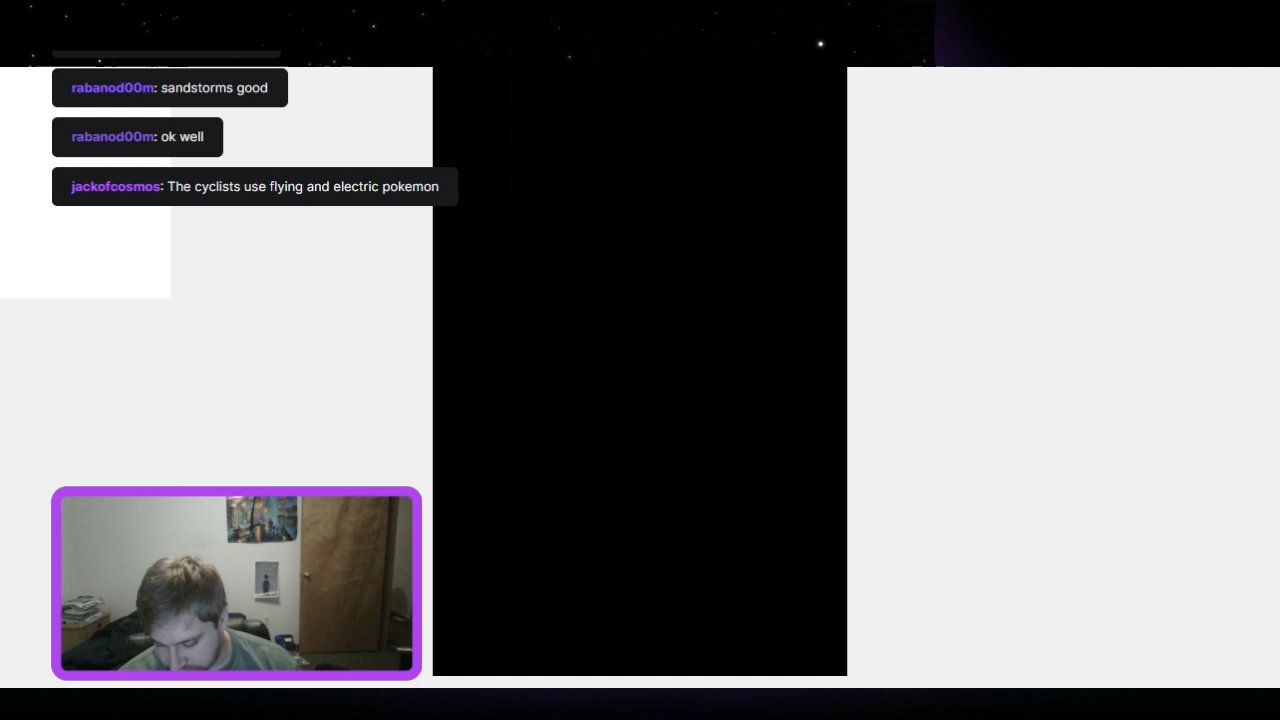 rabanod00m: sandstorms good
rabanod00m: ok well
jackofcosmos: The cyclists use flying and electric pokemon